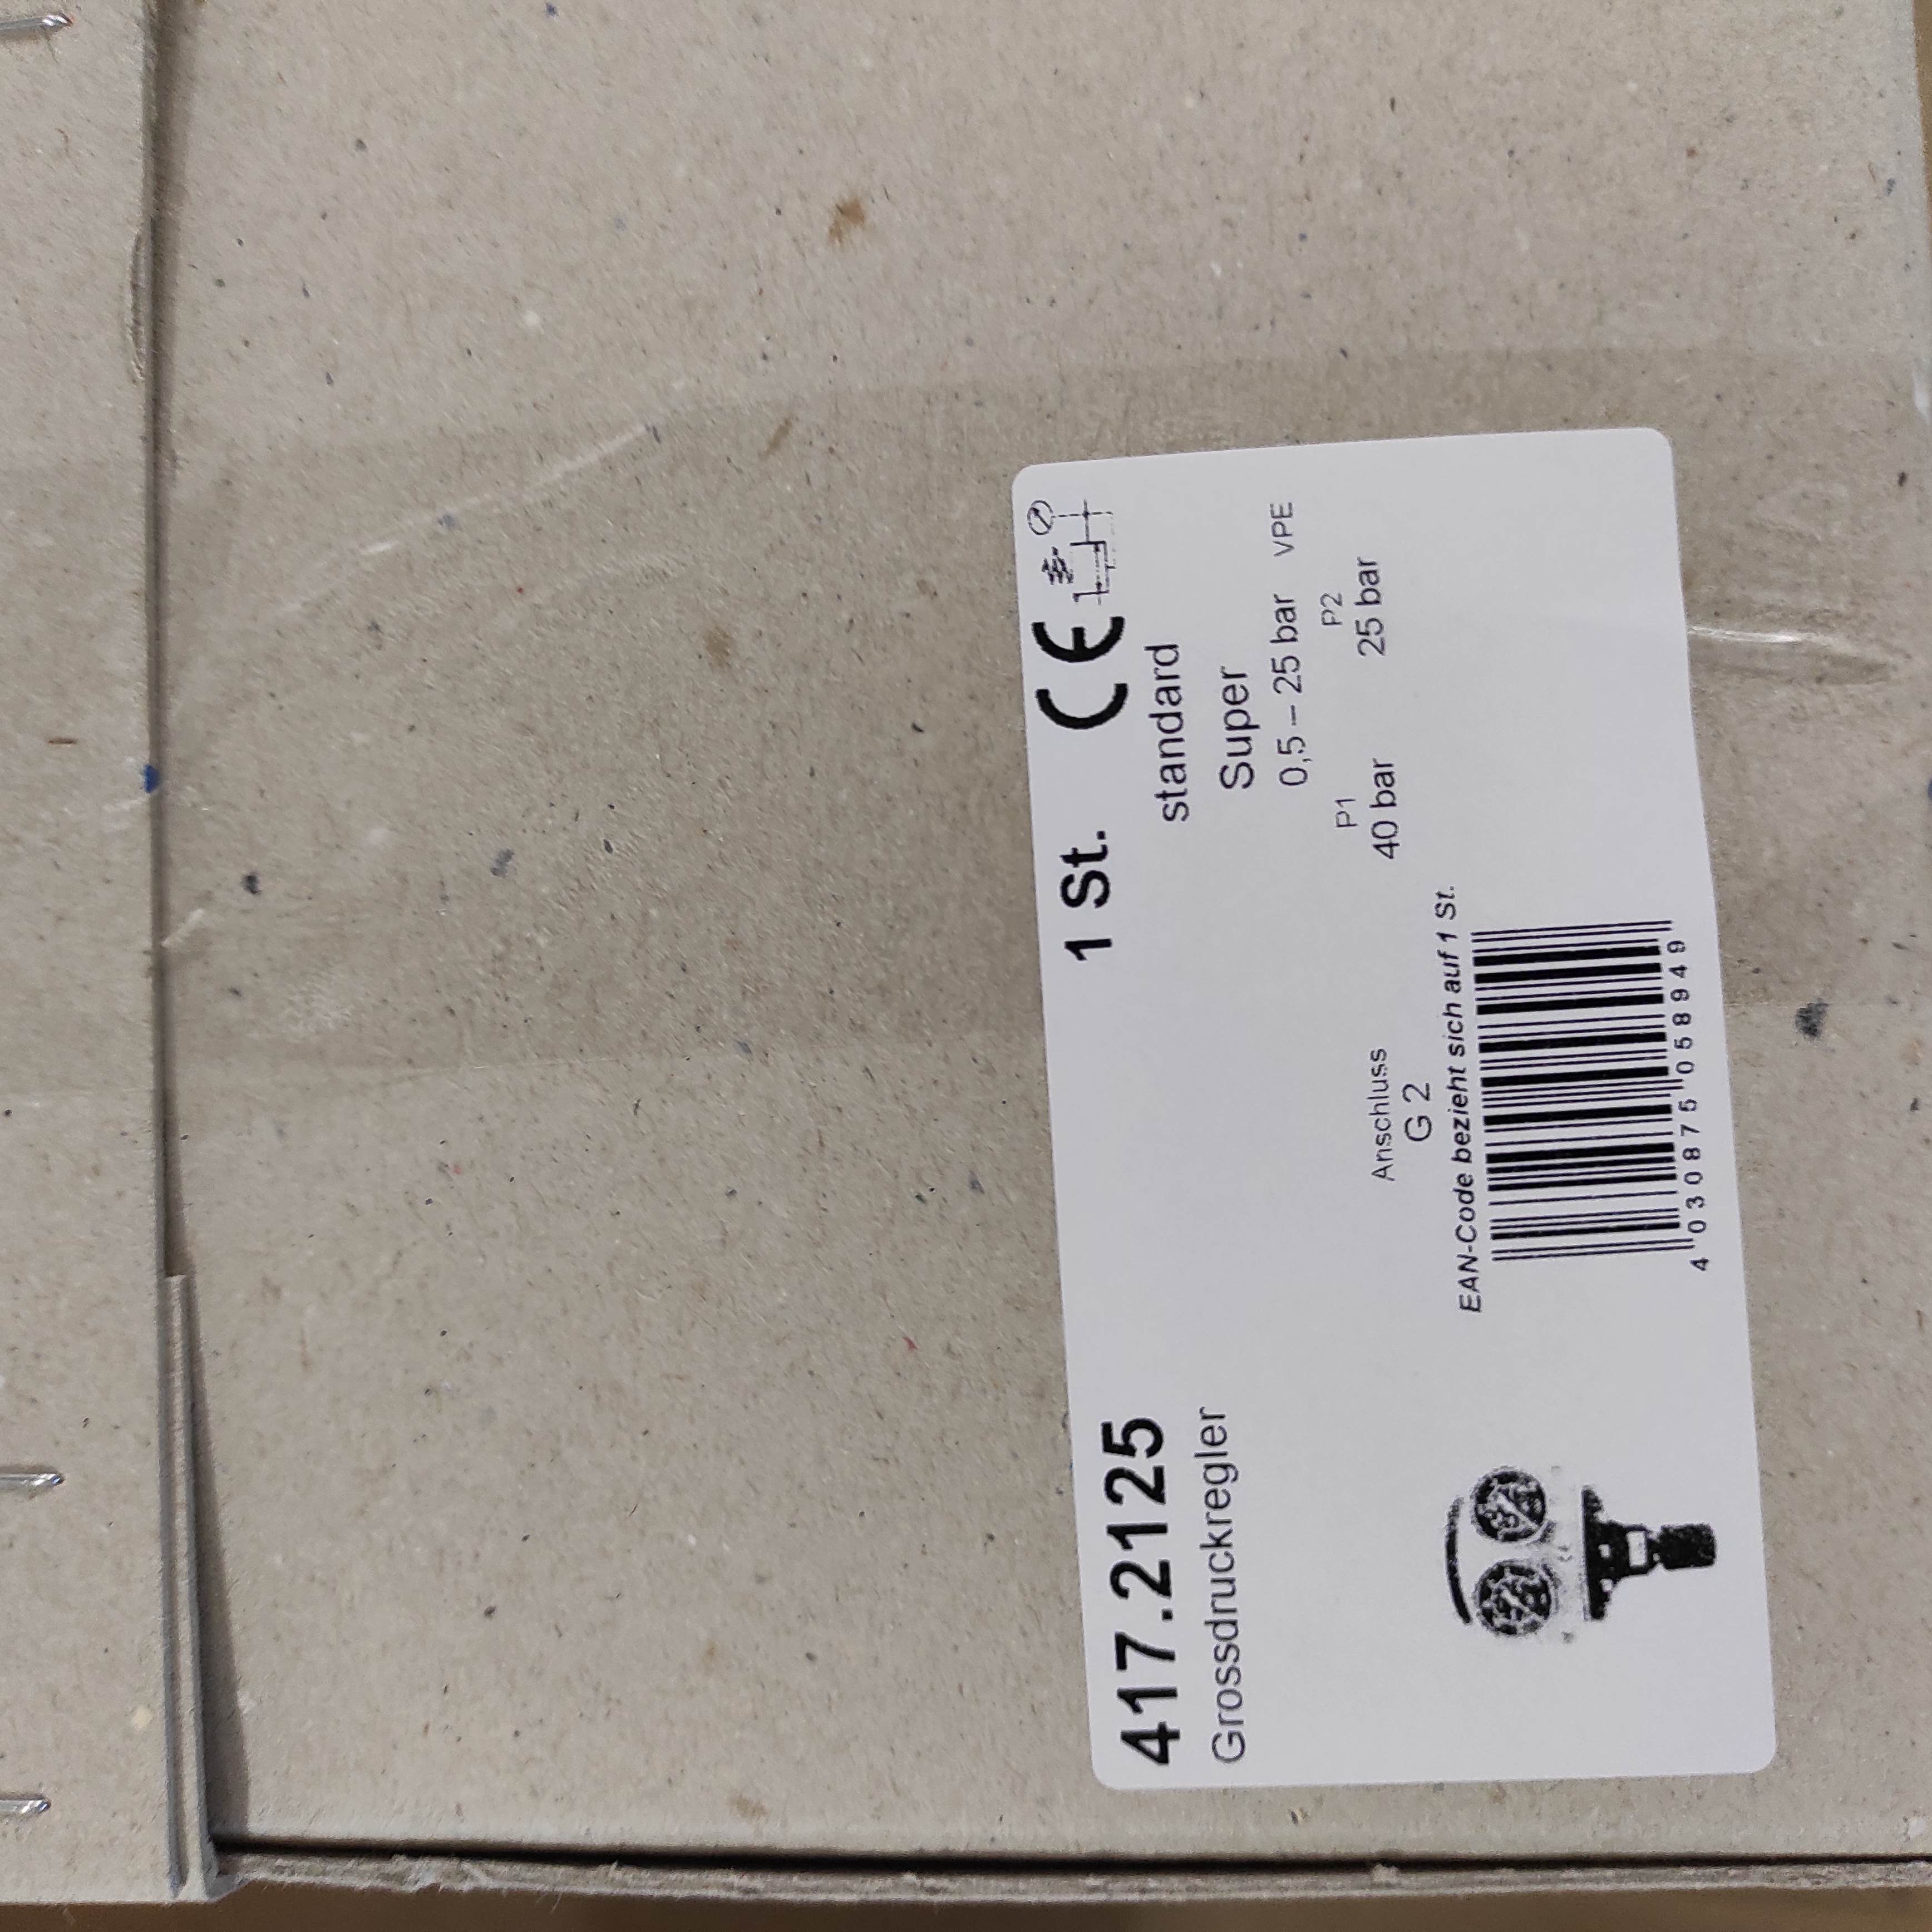 417.2125 1 St. CE
Grossdruckregler standard
Super
0,5 – 25 bar VPE
P1 P2
40 bar 25 bar
Anschluss
G 2
EAN-Code bezieht sich auf 1 St.
4 030875 058949